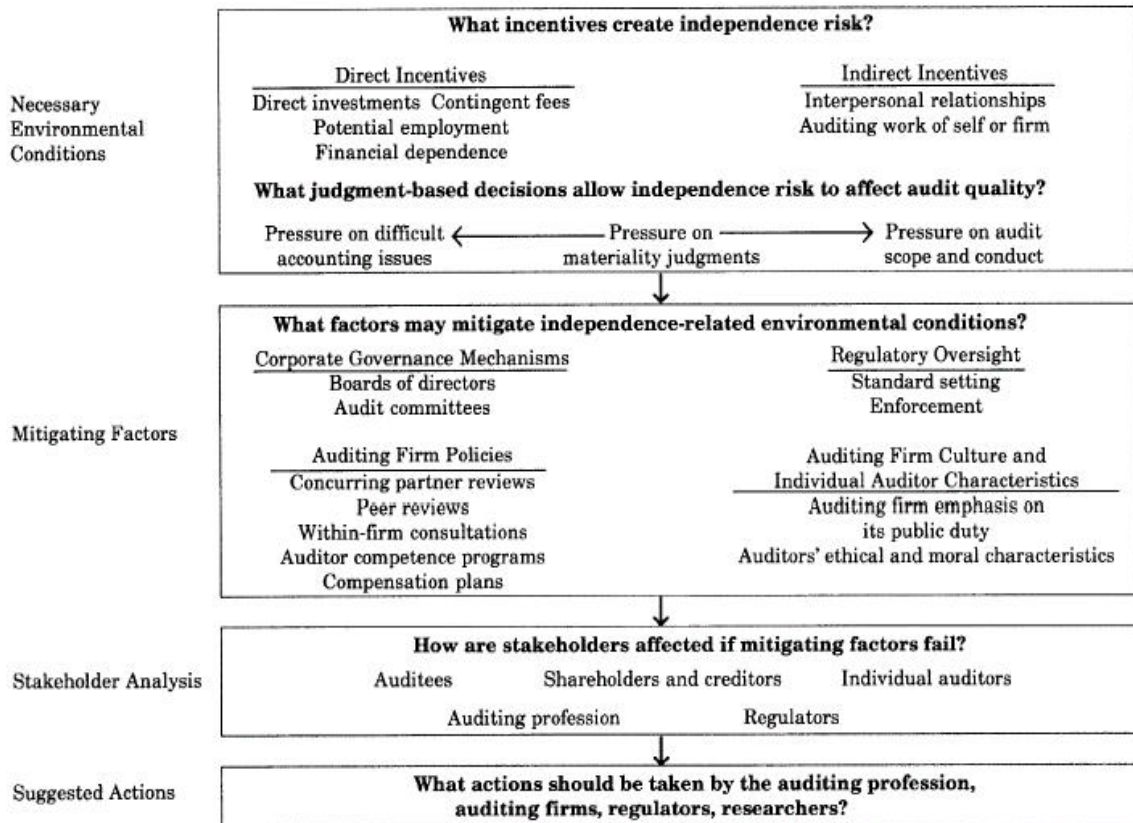 What incentives create independence risk?
Necessary
Environmental
Conditions
Direct Incentives
Direct investments Contingent fees
Potential employment
Financial dependence
Indirect Incentives
Interpersonal relationships
Auditing work of self or firm
What judgment-based decisions allow independence risk to affect audit quality?
Pressure on difficult
accounting issues
Pressure on
materiality judgments
Pressure on audit
scope and conduct
Mitigating Factors
What factors may mitigate independence-related environmental conditions?
Corporate Governance Mechanisms
Boards of directors
Audit committees
Regulatory Oversight
Standard setting
Enforcement
Auditing Firm Policies
Concurring partner reviews
Peer reviews
Within-firm consultations
Auditor competence programs
Compensation plans
Auditing Firm Culture and
Individual Auditor Characteristics
Auditing firm emphasis on
its public duty
Auditors' ethical and moral characteristics
Stakeholder Analysis
How are stakeholders affected if mitigating factors fail?
Auditees Shareholders and creditors Individual auditors
Auditing profession Regulators
Suggested Actions
What actions should be taken by the auditing profession,
auditing firms, regulators, researchers?